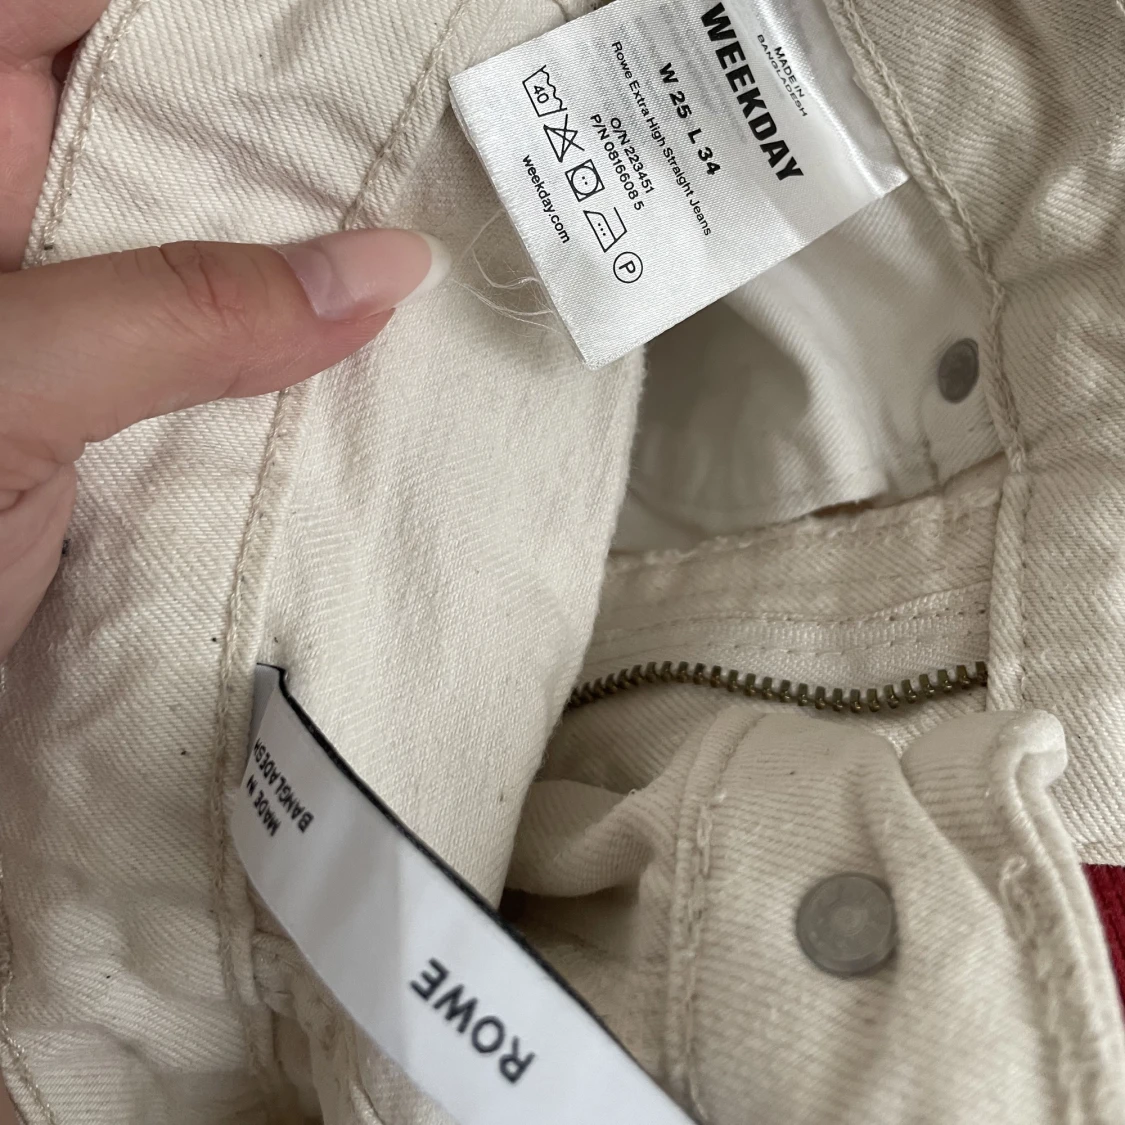 WEEKDAY
MADE IN
BANGLADESH
W 25 L 34
Rowe Extra High Straight Jeans
O/N 223451
P/N 0816608 5
40
P
weekday.com
MADE IN
BANGLADESH
ROWE